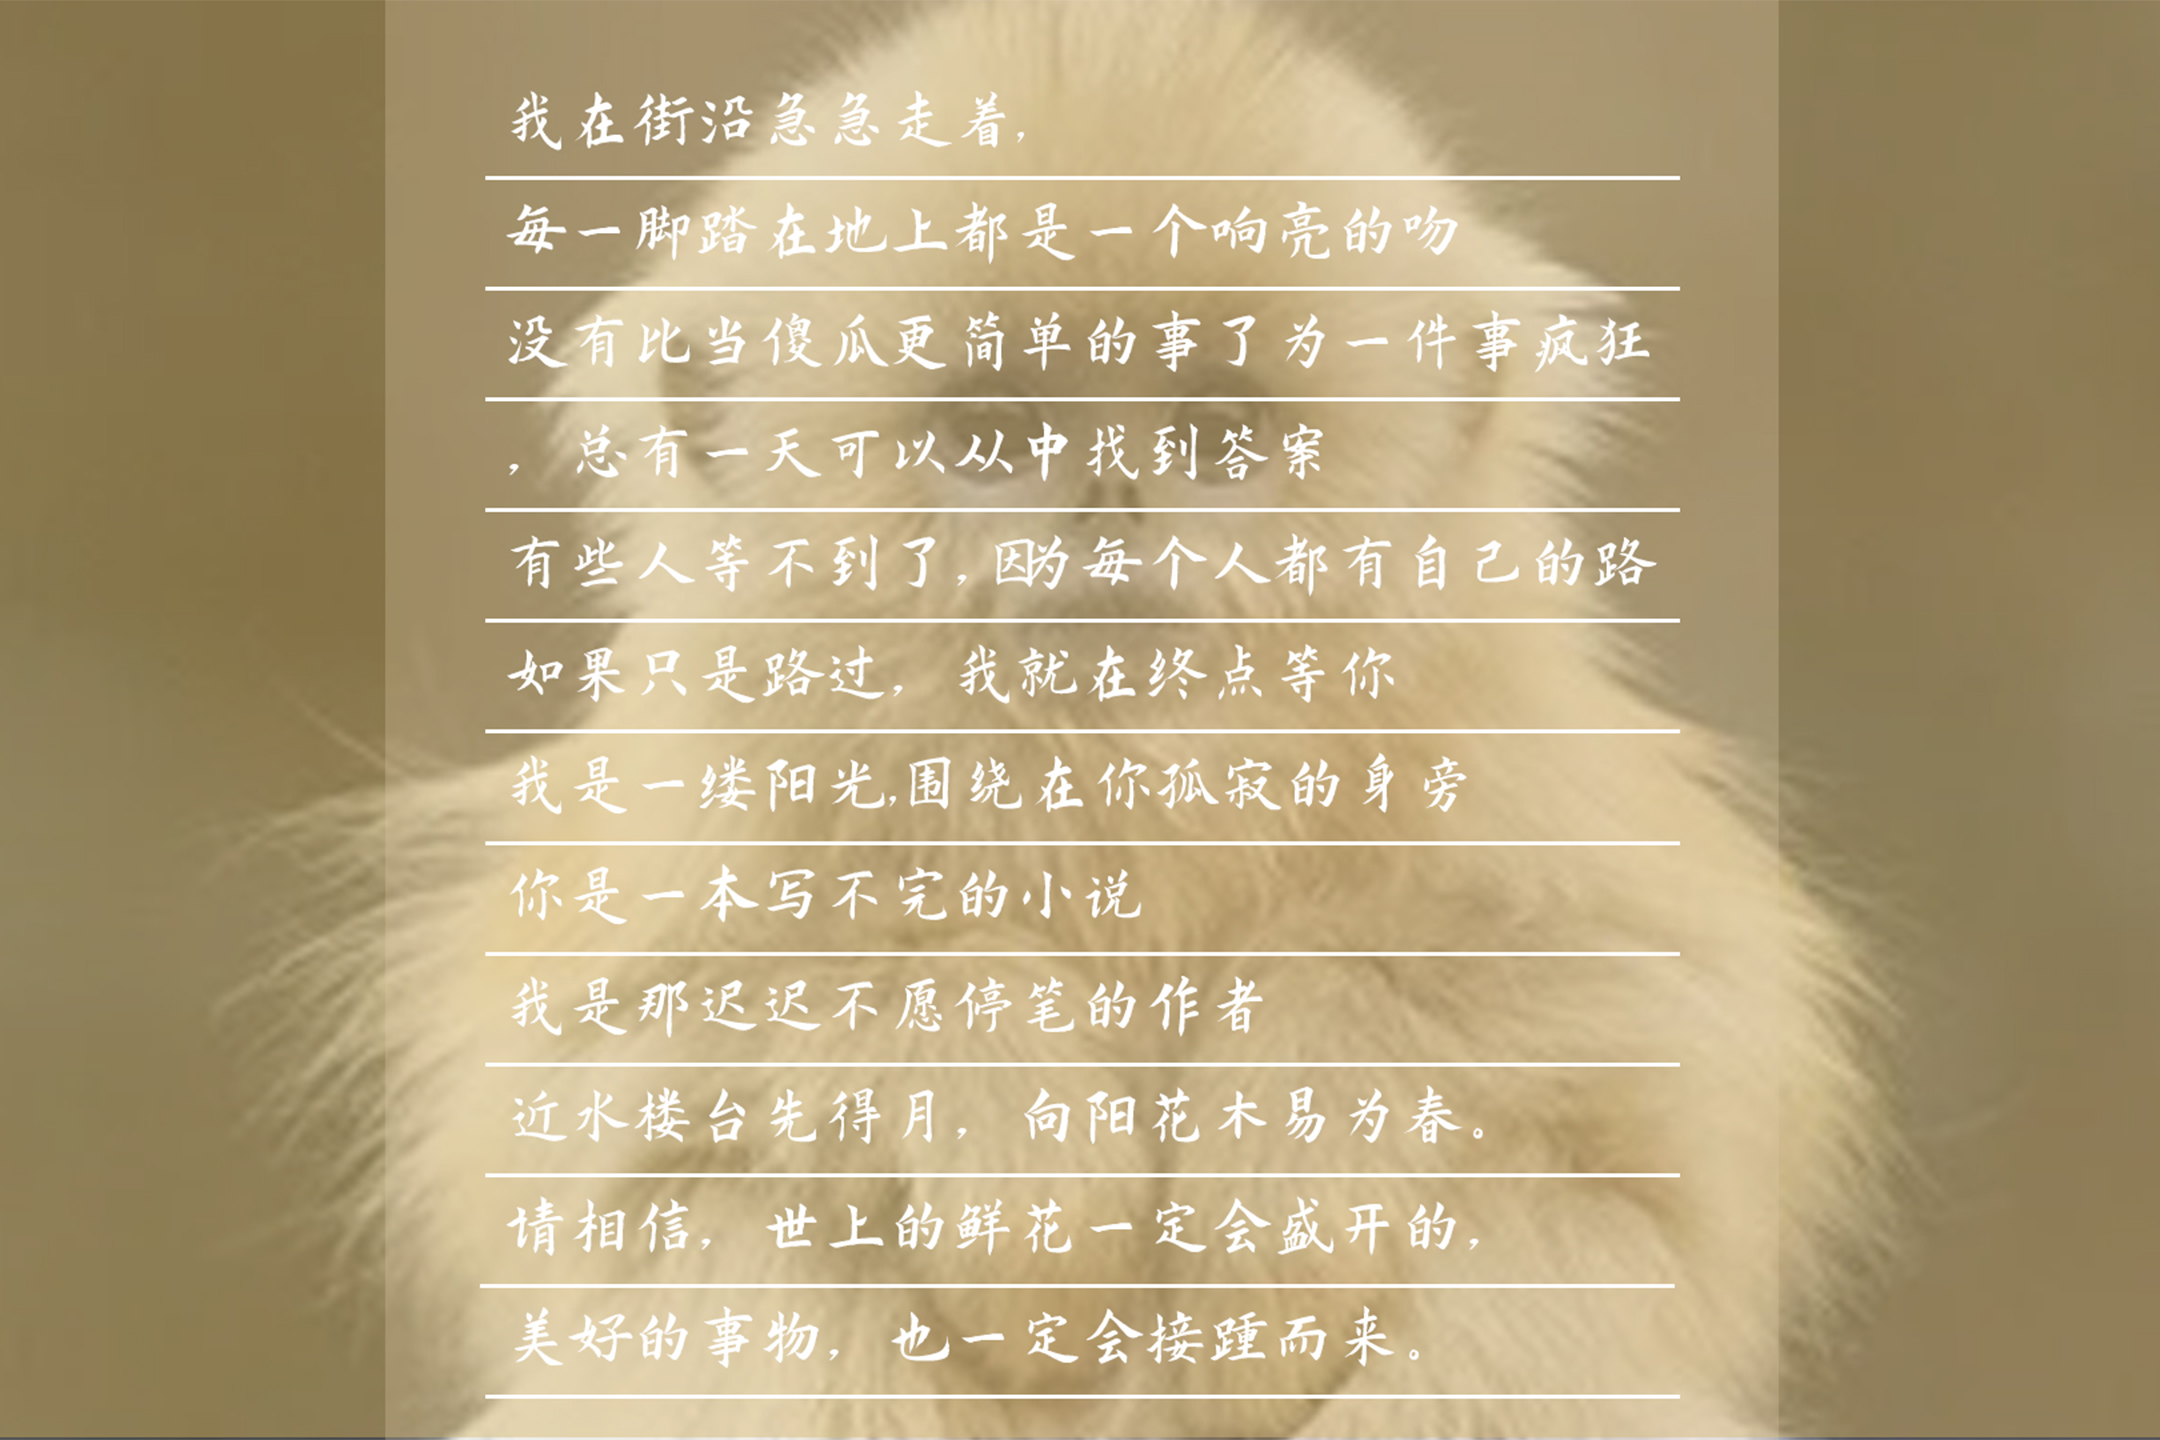 我在街沿急急走着,
每一脚踏在地上都是一个响亮的吻
没有比当傻瓜更简单的事了为一件事疯狂
，总有一天可以从中找到答案
有些人等不到了,因为每个人都有自己的路
如果只是路过，我就在终点等你
我是一缕阳光,围绕在你孤寂的身旁
你是一本写不完的小说
我是那迟迟不愿停笔的作者
近水楼台先得月，向阳花木易为春。
请相信，世上的鲜花一定会盛开的，
美好的事物，也一定会接踵而来。